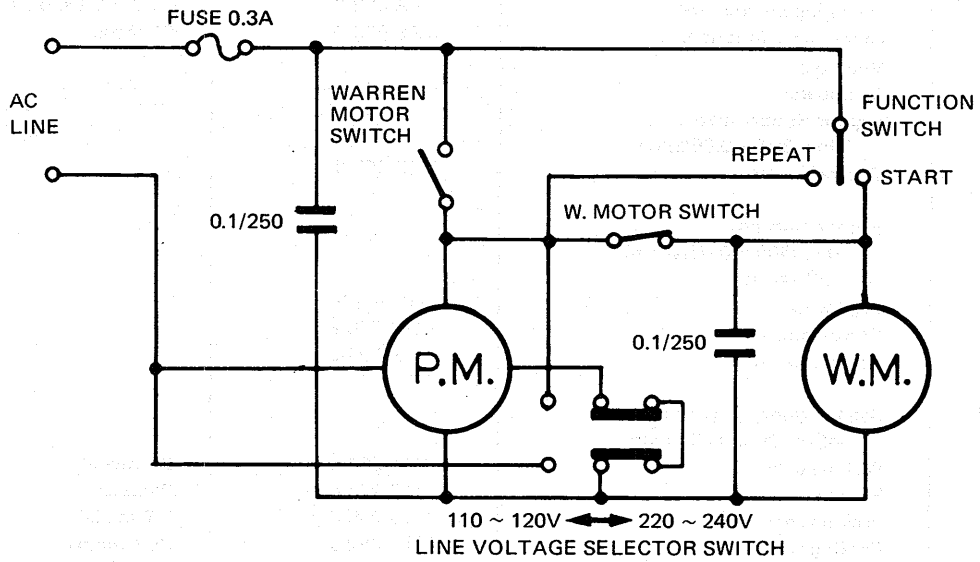 FUSE 0.3A
AC
LINE
WARREN
MOTOR
SWITCH
FUNCTION
SWITCH
REPEAT
START
0.1/250
W. MOTOR SWITCH
0.1/250
P.M.
W.M.
110 ~ 120V
220 ~ 240V
LINE VOLTAGE SELECTOR SWITCH